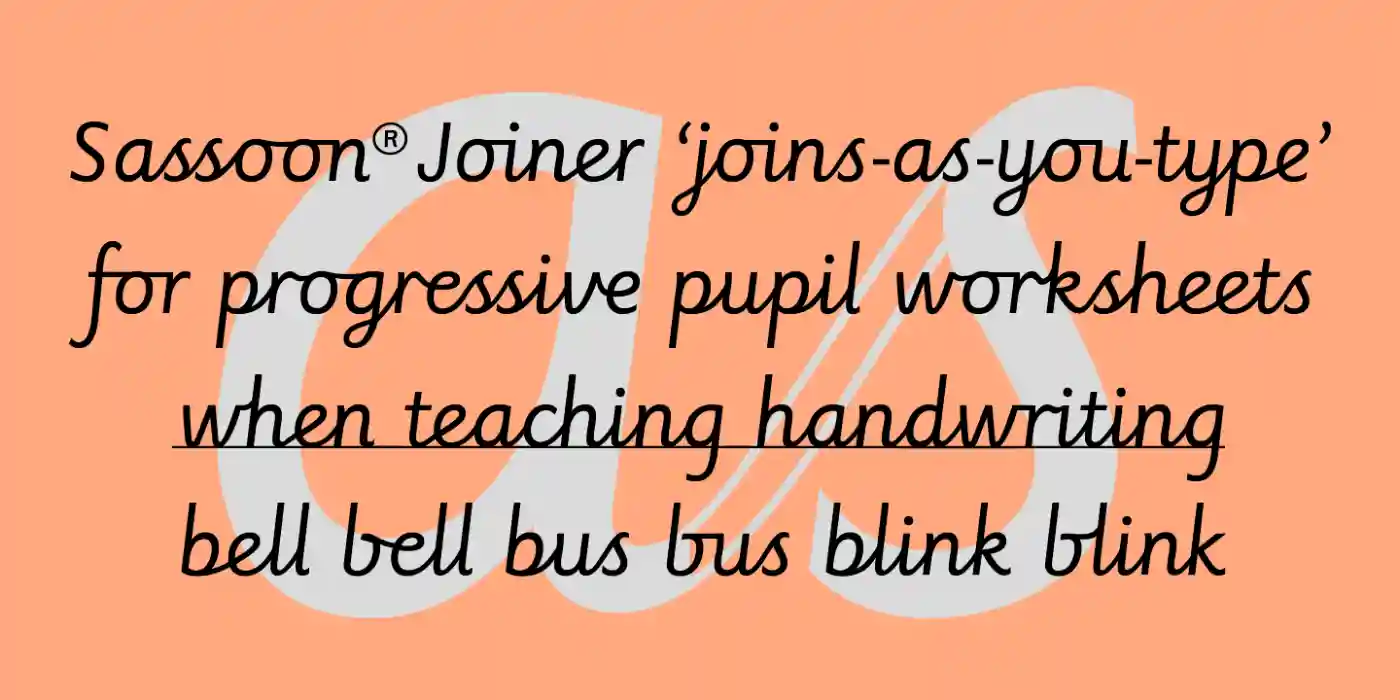 Sassoon® Joiner ‘joins-as-you-type’
for progressive pupil worksheets
when teaching handwriting
bell bell bus bus blink blink
as